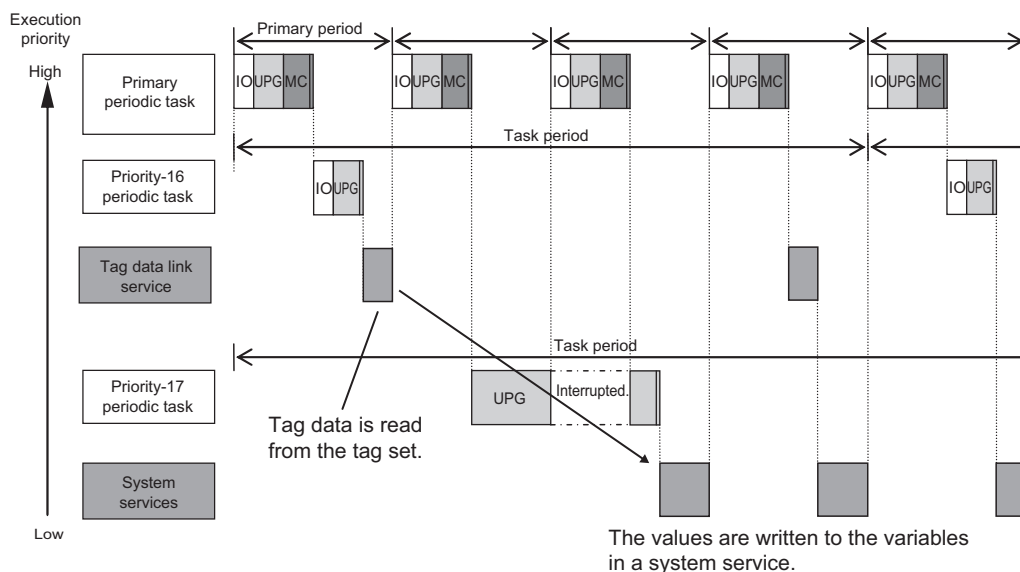 Execution
priority
High
Primary period
Primary
periodic task
IO UPG MC
IO UPG MC
IO UPG MC
IO UPG MC
IO UPG MC
Task period
Priority-16
periodic task
IO UPG
IO UPG
Tag data link
service
Task period
Priority-17
periodic task
UPG
Interrupted.
Tag data is read
from the tag set.
System
services
Low
The values are written to the variables
in a system service.